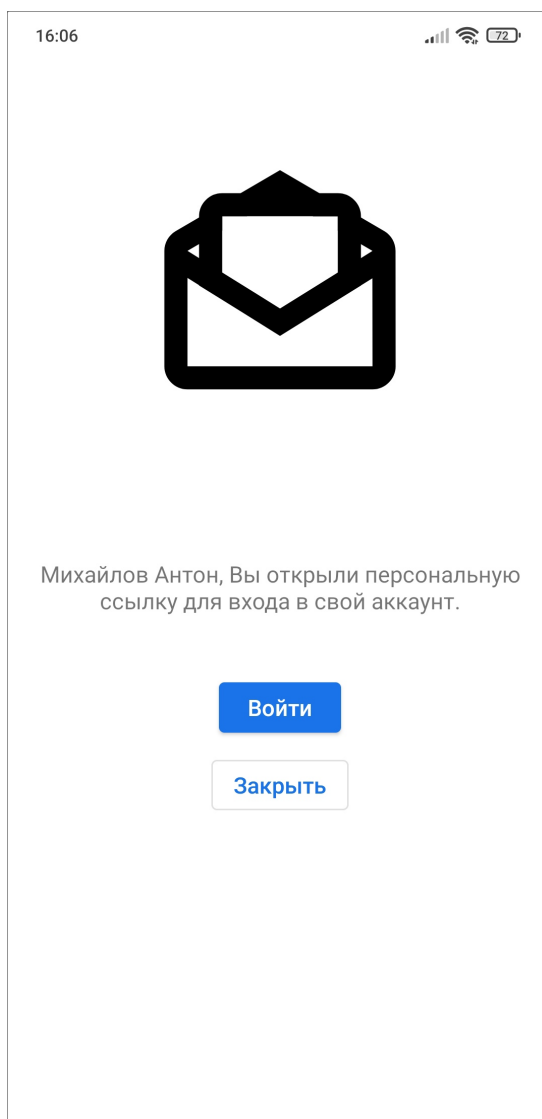 16:06
72
Михайлов Антон, Вы открыли персональную
ссылку для входа в свой аккаунт.
Войти
Закрыть